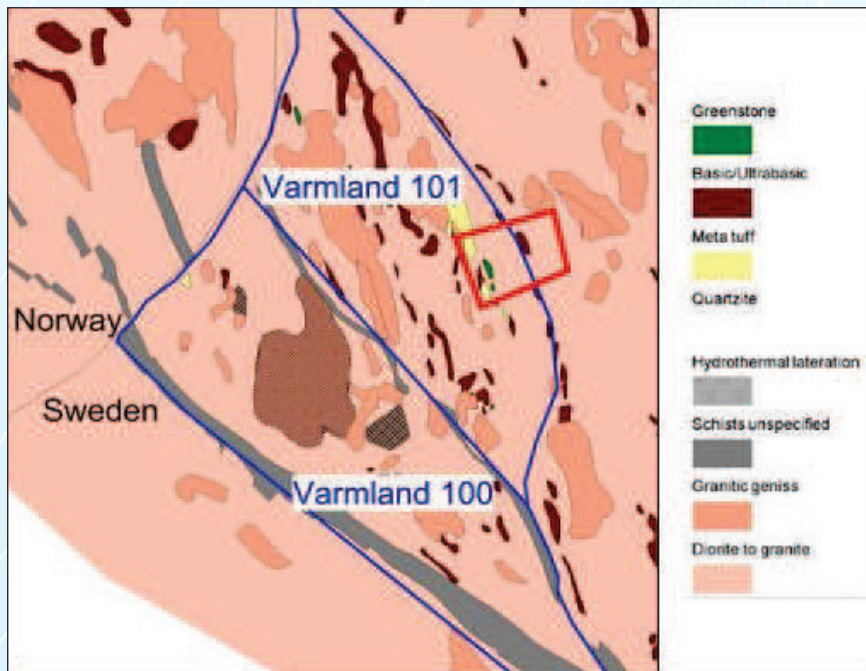 Varmland 101
Norway
Sweden
Varmland 100
Greenstone
Basic/Ultrabasic
Meta tuff
Quartzite
Hydrothermal lateration
Schists unspecified
Granitic geniss
Diorite to granite